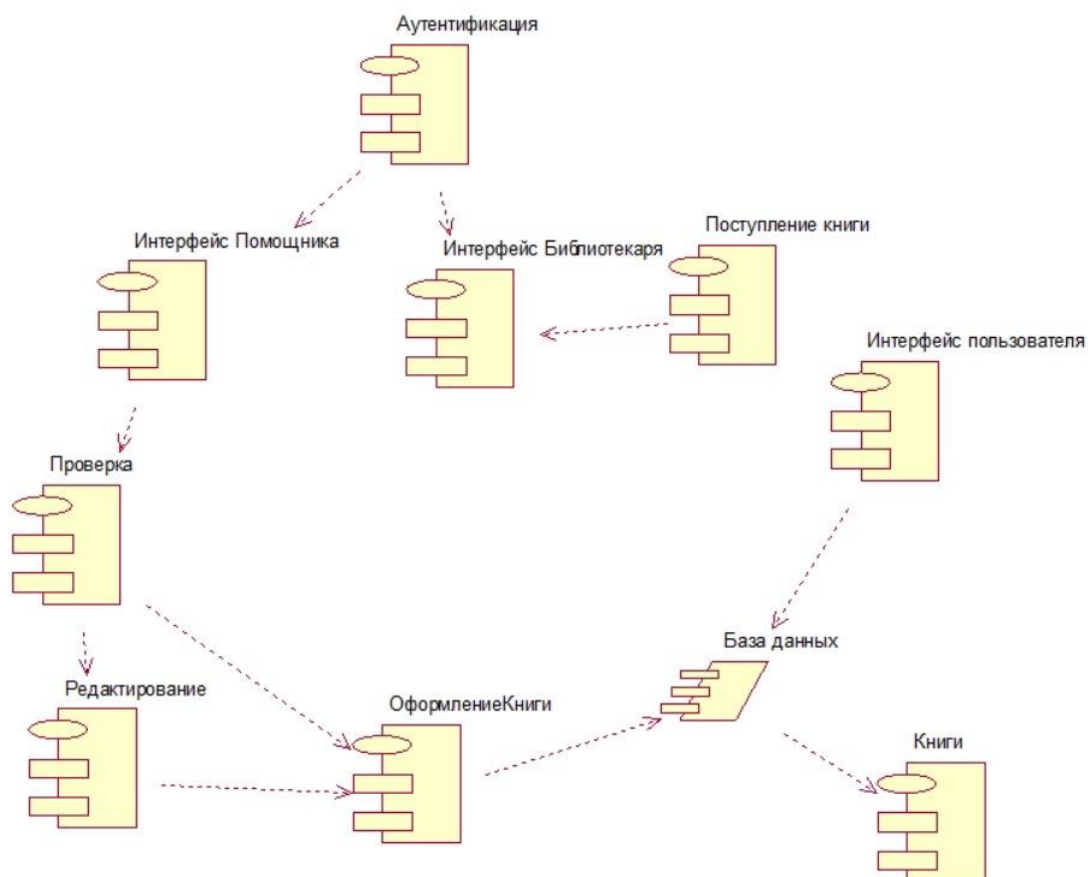 Аутентификация
Поступление книги
Интерфейс Помощника
Интерфейс Библиотекаря
Интерфейс пользователя
Проверка
База данных
Редактирование
ОформлениеКниги
Книги